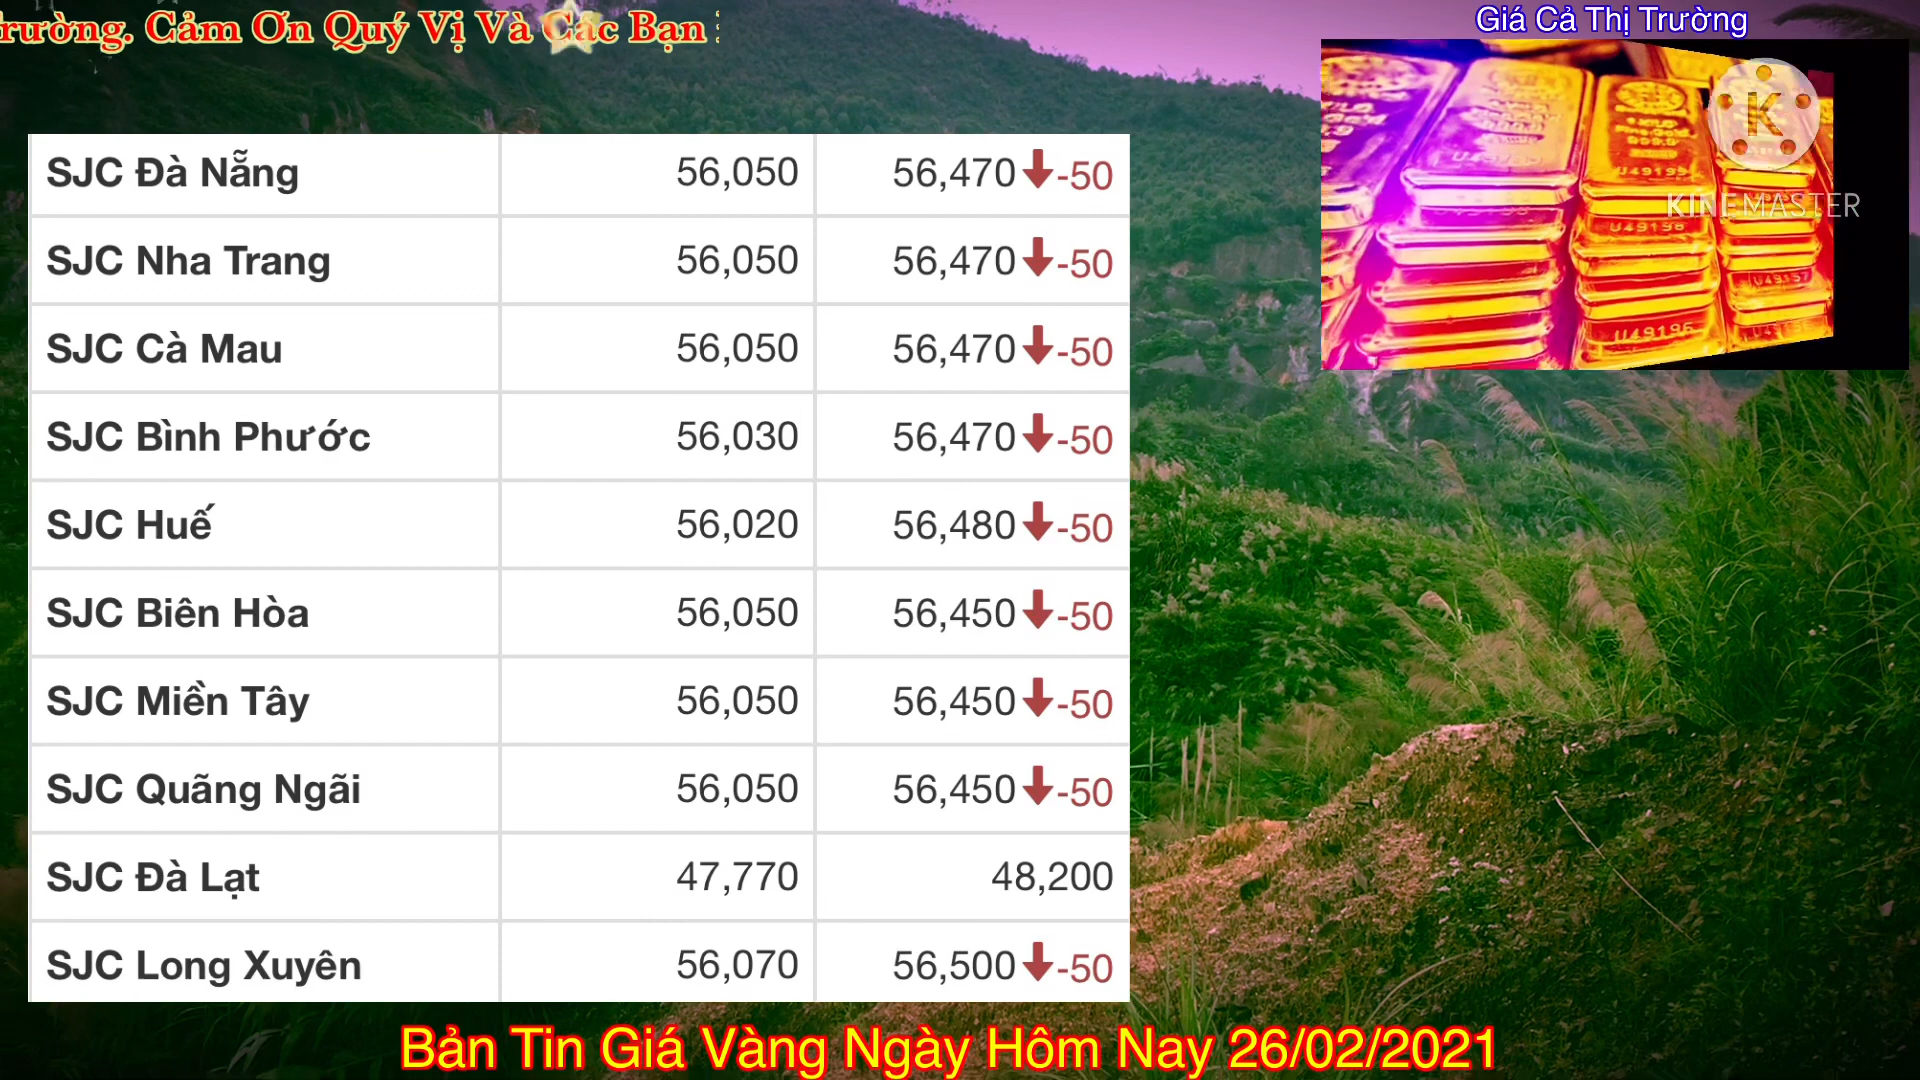 rường. Cảm Ơn Quý Vị Và Các Bạn
Giá Cả Thị Trường
K
KINEMASTER
SJC Đà Nẵng 56,050 56,470 -50
SJC Nha Trang 56,050 56,470 -50
SJC Cà Mau 56,050 56,470 -50
SJC Bình Phước 56,030 56,470 -50
SJC Huế 56,020 56,480 -50
SJC Biên Hòa 56,050 56,450 -50
SJC Miền Tây 56,050 56,450 -50
SJC Quãng Ngãi 56,050 56,450 -50
SJC Đà Lạt 47,770 48,200
SJC Long Xuyên 56,070 56,500 -50
U49196
Bản Tin Giá Vàng Ngày Hôm Nay 26/02/2021